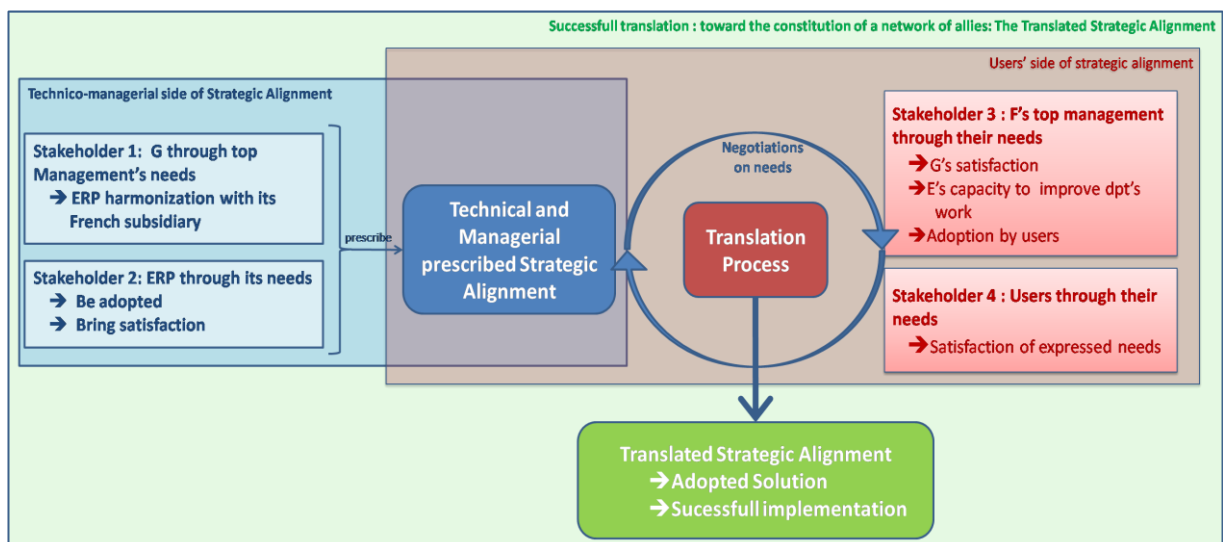 Successfull translation : toward the constitution of a network of allies: The Translated Strategic Alignment
Users' side of strategic alignment
Technico-managerial side of Strategic Alignment
Stakeholder 1: G through top
Management's needs
➔ ERP harmonization with its
French subsidiary
Stakeholder 2: ERP through its needs
➔ Be adopted
➔ Bring satisfaction
prescribe
Technical and
Managerial
prescribed Strategic
Alignment
Negotiations
on needs
Translation
Process
Stakeholder 3 : F's top management
through their needs
➔ G's satisfaction
➔ E's capacity to improve dpt's
work
➔ Adoption by users
Stakeholder 4 : Users through their
needs
➔ Satisfaction of expressed needs
Translated Strategic Alignment
➔ Adopted Solution
➔ Sucessfull implementation